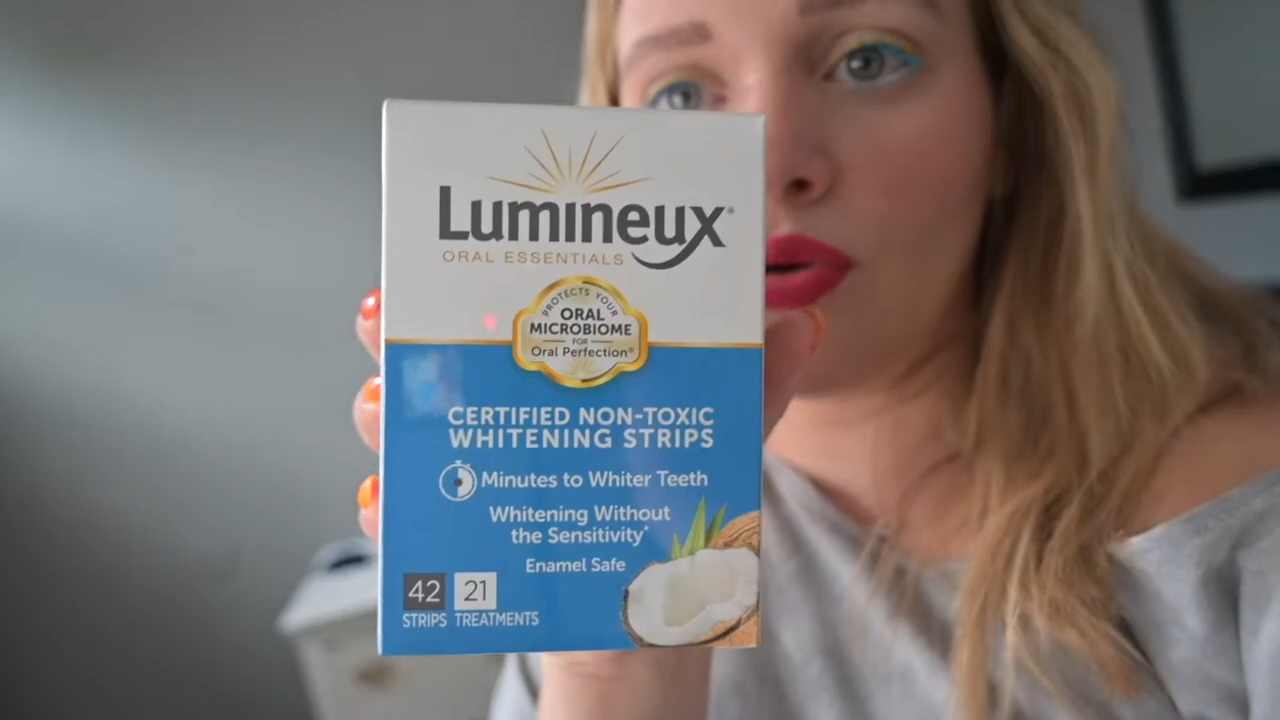 Lumineux®
ORAL ESSENTIALS
PROTECTS YOUR
ORAL
MICROBIOME
FOR
Oral Perfection®
CERTIFIED NON-TOXIC
WHITENING STRIPS
Minutes to Whiter Teeth
Whitening Without
the Sensitivity*
Enamel Safe
42 21
STRIPS TREATMENTS